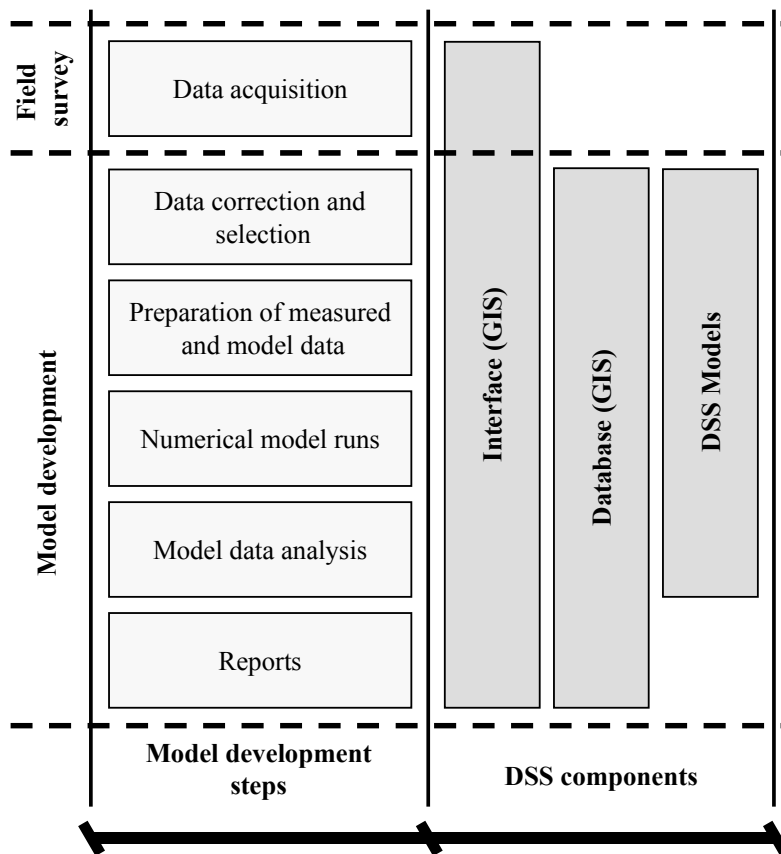 Field
survey
Data acquisition
Model development
Data correction and
selection
Preparation of measured
and model data
Numerical model runs
Model data analysis
Reports
Interface (GIS)
Database (GIS)
DSS Models
Model development
steps
DSS components